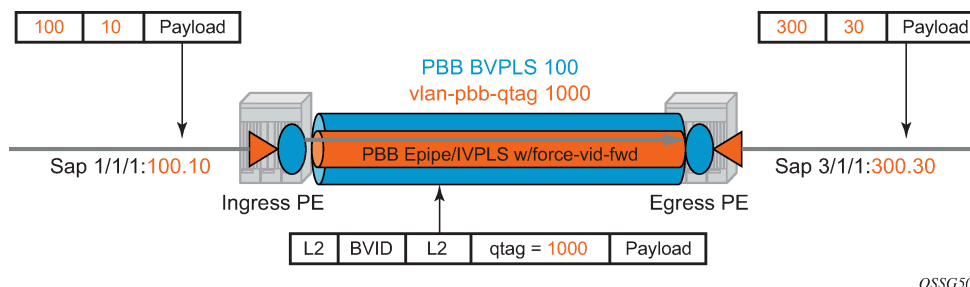 100 10 Payload
300 30 Payload
PBB BVPLS 100
vlan-pbb-qtag 1000
PBB Epipe/IVPLS w/force-vid-fwd
Sap 1/1/1:100.10
Sap 3/1/1:300.30
Ingress PE
Egress PE
L2 BVID L2 qtag = 1000 Payload
OSSG50